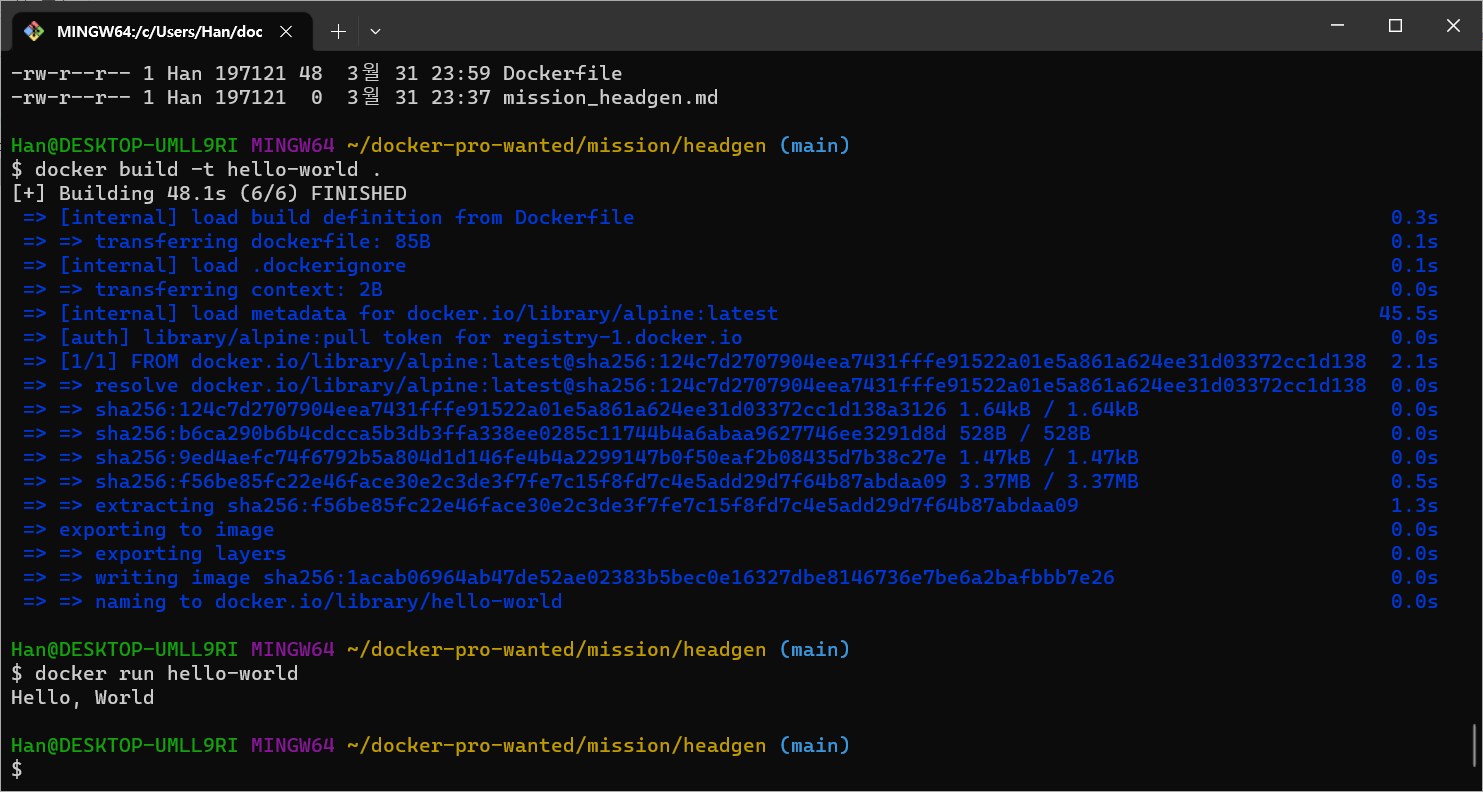 MINGW64:/c/Users/Han/doc
-rw-r--r-- 1 Han 197121 48  3월 31 23:59 Dockerfile
-rw-r--r-- 1 Han 197121  0  3월 31 23:37 mission_headgen.md
Han@DESKTOP-UMLL9RI MINGW64 ~/docker-pro-wanted/mission/headgen (main)
$ docker build -t hello-world .
[+] Building 48.1s (6/6) FINISHED
=> [internal] load build definition from Dockerfile 0.3s
=> => transferring dockerfile: 85B 0.1s
=> [internal] load .dockerignore 0.1s
=> => transferring context: 2B 0.0s
=> [internal] load metadata for docker.io/library/alpine:latest 45.5s
=> [auth] library/alpine:pull token for registry-1.docker.io 0.0s
=> [1/1] FROM docker.io/library/alpine:latest@sha256:124c7d2707904eea7431fffe91522a01e5a861a624ee31d03372cc1d138 2.1s
=> => resolve docker.io/library/alpine:latest@sha256:124c7d2707904eea7431fffe91522a01e5a861a624ee31d03372cc1d138 0.0s
=> => sha256:124c7d2707904eea7431fffe91522a01e5a861a624ee31d03372cc1d138a3126 1.64kB / 1.64kB 0.0s
=> => sha256:b6ca290b6b4cdcca5b3db3ffa338ee0285c11744b4a6abaa9627746ee3291d8d 528B / 528B 0.0s
=> => sha256:9ed4aefc74f6792b5a804d1d146fe4b4a2299147b0f50eaf2b08435d7b38c27e 1.47kB / 1.47kB 0.0s
=> => sha256:f56be85fc22e46face30e2c3de3f7fe7c15f8fd7c4e5add29d7f64b87abdaa09 3.37MB / 3.37MB 0.5s
=> => extracting sha256:f56be85fc22e46face30e2c3de3f7fe7c15f8fd7c4e5add29d7f64b87abdaa09 1.3s
=> exporting to image 0.0s
=> => exporting layers 0.0s
=> => writing image sha256:1acab06964ab47de52ae02383b5bec0e16327dbe8146736e7be6a2bafbbb7e26 0.0s
=> => naming to docker.io/library/hello-world 0.0s
Han@DESKTOP-UMLL9RI MINGW64 ~/docker-pro-wanted/mission/headgen (main)
$ docker run hello-world
Hello, World
Han@DESKTOP-UMLL9RI MINGW64 ~/docker-pro-wanted/mission/headgen (main)
$